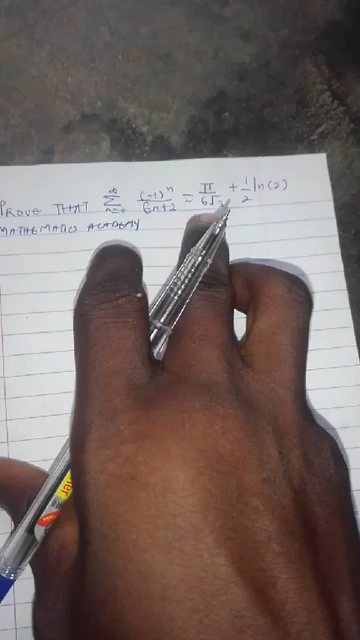 PROVE THAT ∞ Σ n=0 (-1)^n / 6n+2 = π / 6√3 + 1/2 ln(2)
MATHEMATICS ACADEMY